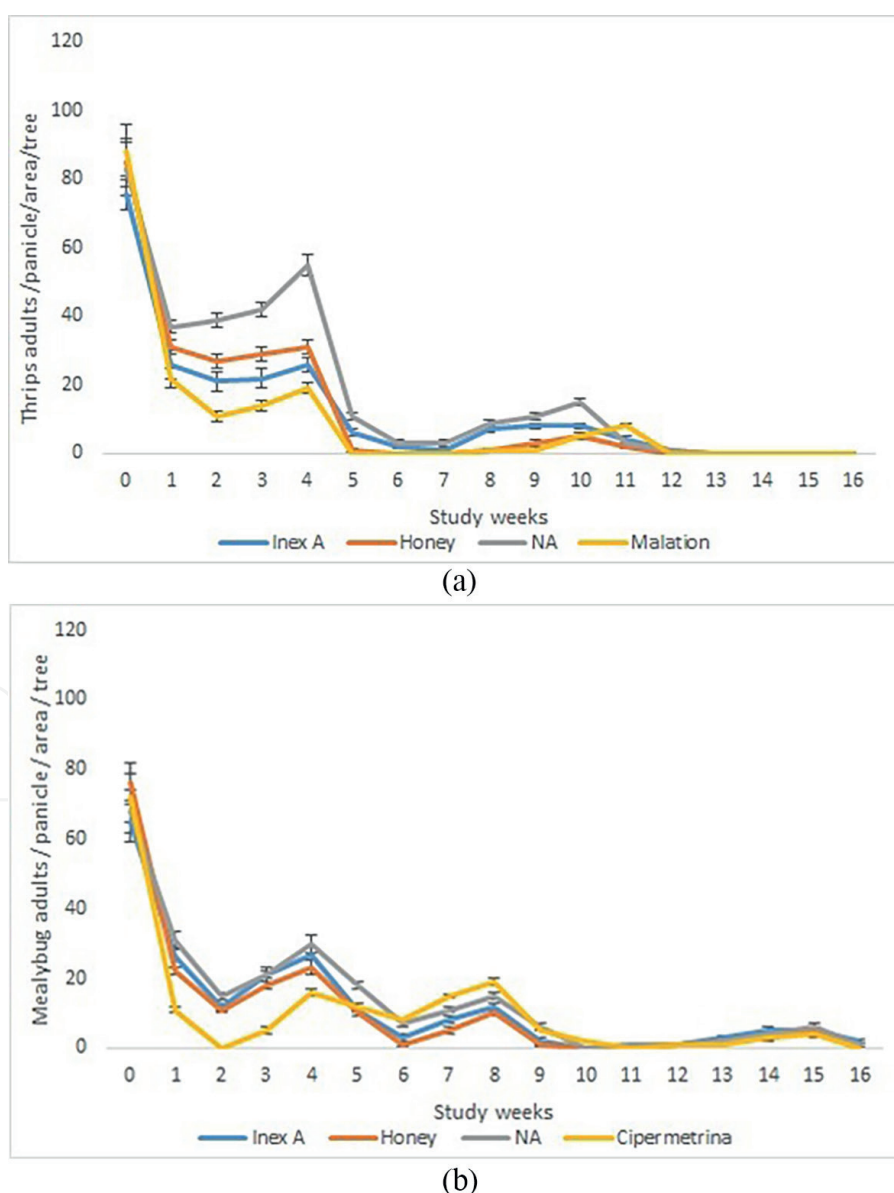 120
100
80
60
40
20
0
Thrips adults /panicle/area/tree
0 1 2 3 4 5 6 7 8 9 10 11 12 13 14 15 16
Study weeks
Inex A Honey NA Malation
(a)
120
100
80
60
40
20
0
Mealybug adults / panicle / area / tree
0 1 2 3 4 5 6 7 8 9 10 11 12 13 14 15 16
Study weeks
Inex A Honey NA Cipermetrina
(b)